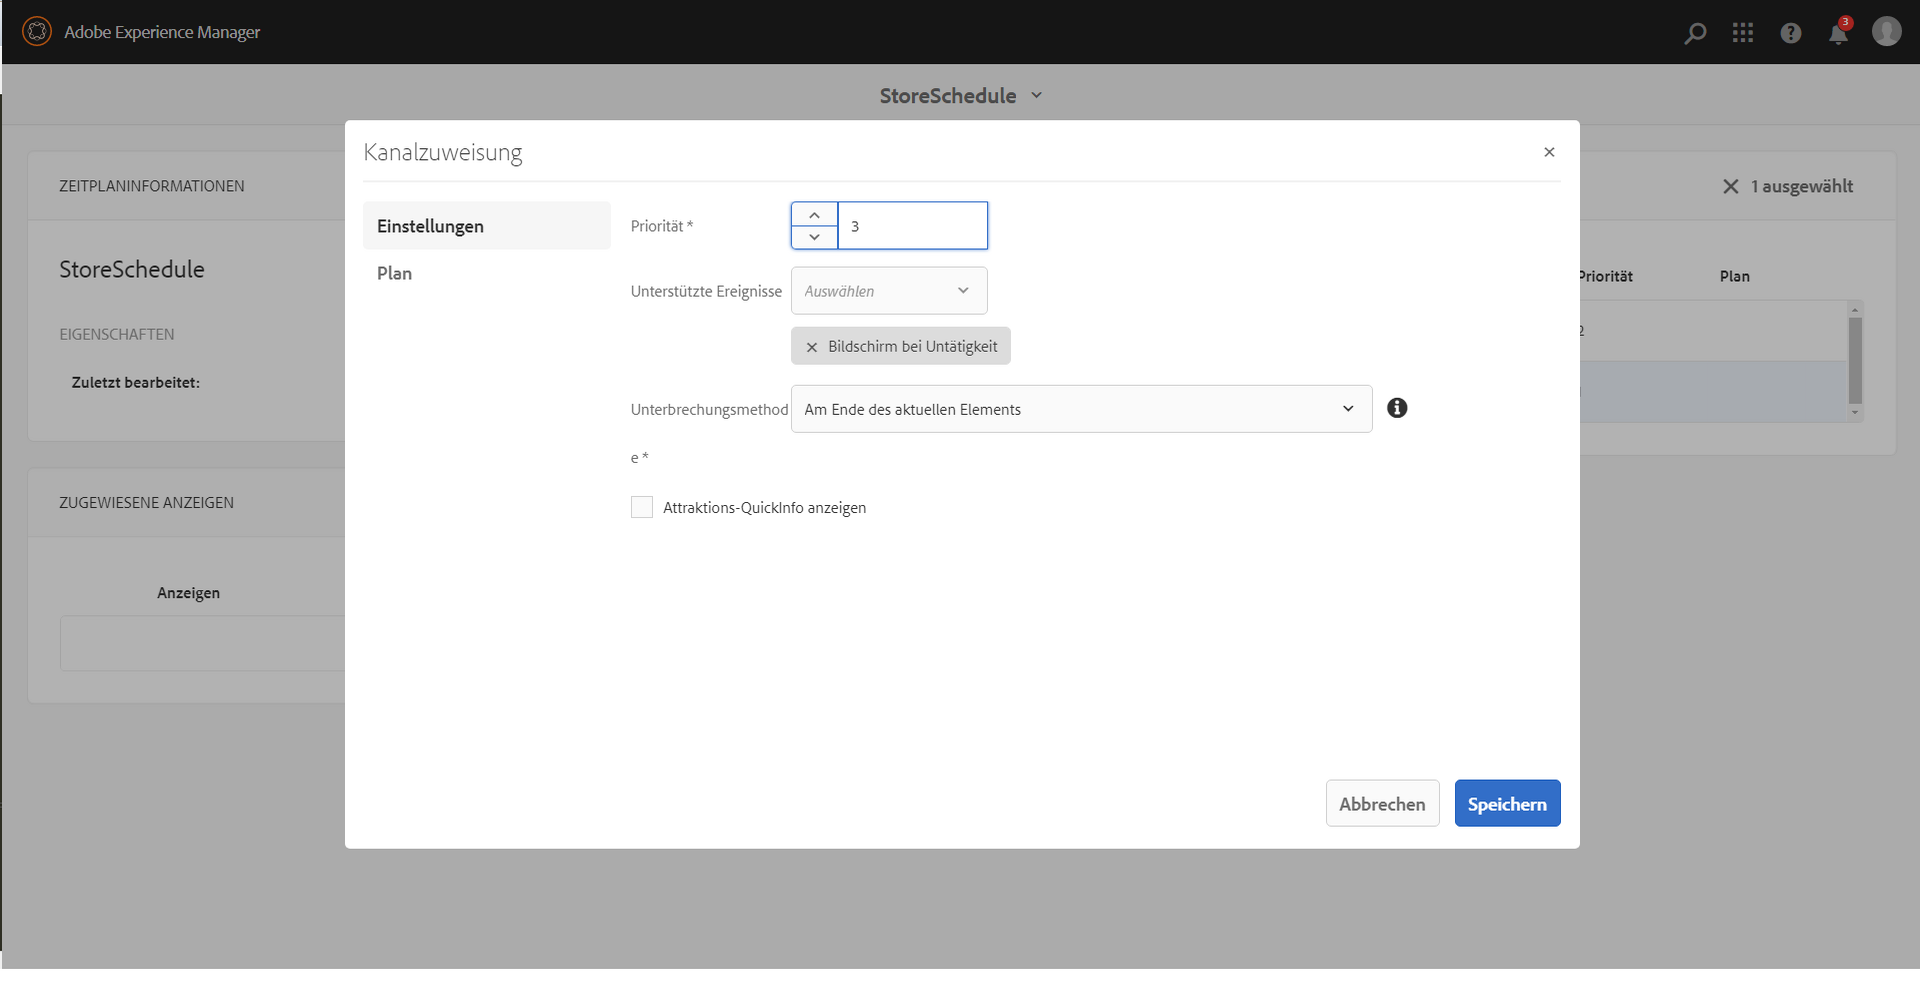 Adobe Experience Manager
3
StoreSchedule
Kanalzuweisung
ZEITPLANINFORMATIONEN
1 ausgewählt
Einstellungen
Priorität *
3
Plan
StoreSchedule
Unterstützte Ereignisse
Auswählen
Priorität
Plan
EIGENSCHAFTEN
Bildschirm bei Untätigkeit
2
Zuletzt bearbeitet:
Unterbrechungsmethod
Am Ende des aktuellen Elements
e *
ZUGEWIESENE ANZEIGEN
Attraktions-QuickInfo anzeigen
Anzeigen
Abbrechen
Speichern